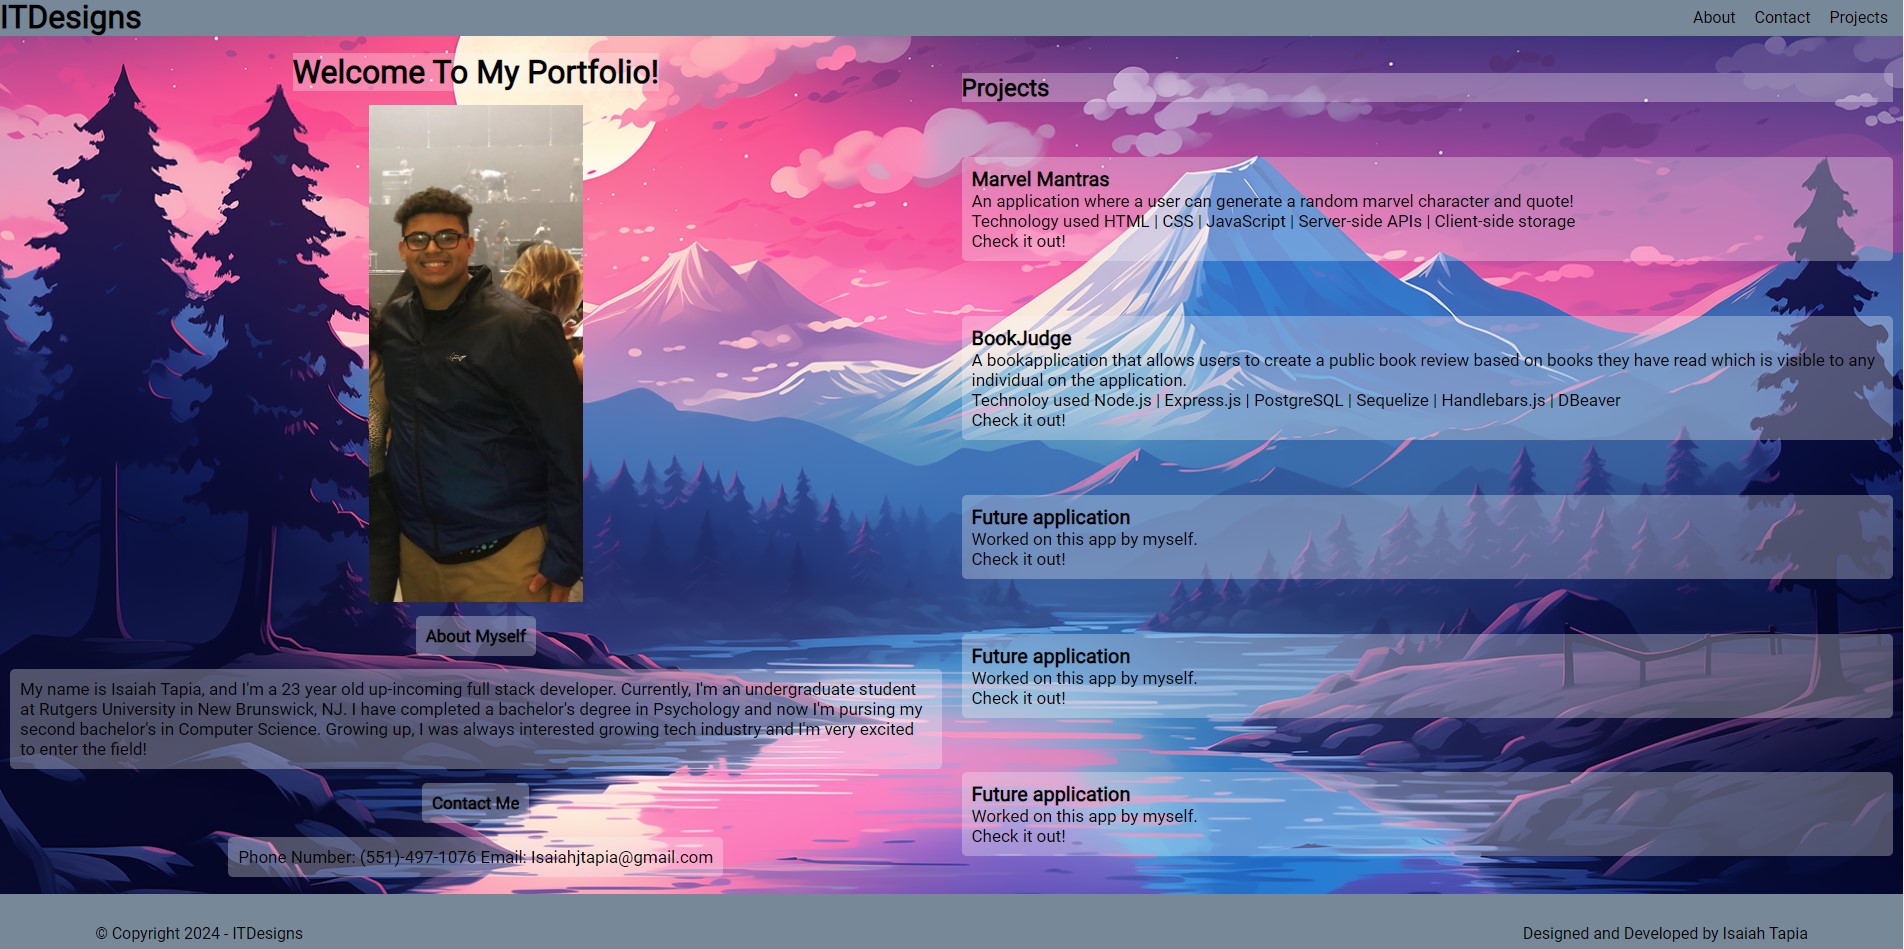 ITDesigns
About Contact Projects
Welcome To My Portfolio!
About Myself
My name is Isaiah Tapia, and I'm a 23 year old up-incoming full stack developer. Currently, I'm an undergraduate student
at Rutgers University in New Brunswick, NJ. I have completed a bachelor's degree in Psychology and now I'm pursing my
second bachelor's in Computer Science. Growing up, I was always interested growing tech industry and I'm very excited
to enter the field!
Contact Me
Phone Number: (551)-497-1076 Email: Isaiahjtapia@gmail.com
Projects
Marvel Mantras
An application where a user can generate a random marvel character and quote!
Technology used HTML | CSS | JavaScript | Server-side APIs | Client-side storage
Check it out!
BookJudge
A bookapplication that allows users to create a public book review based on books they have read which is visible to any
individual on the application.
Technoloy used Node.js | Express.js | PostgreSQL | Sequelize | Handlebars.js | DBeaver
Check it out!
Future application
Worked on this app by myself.
Check it out!
Future application
Worked on this app by myself.
Check it out!
Future application
Worked on this app by myself.
Check it out!
© Copyright 2024 - ITDesigns
Designed and Developed by Isaiah Tapia